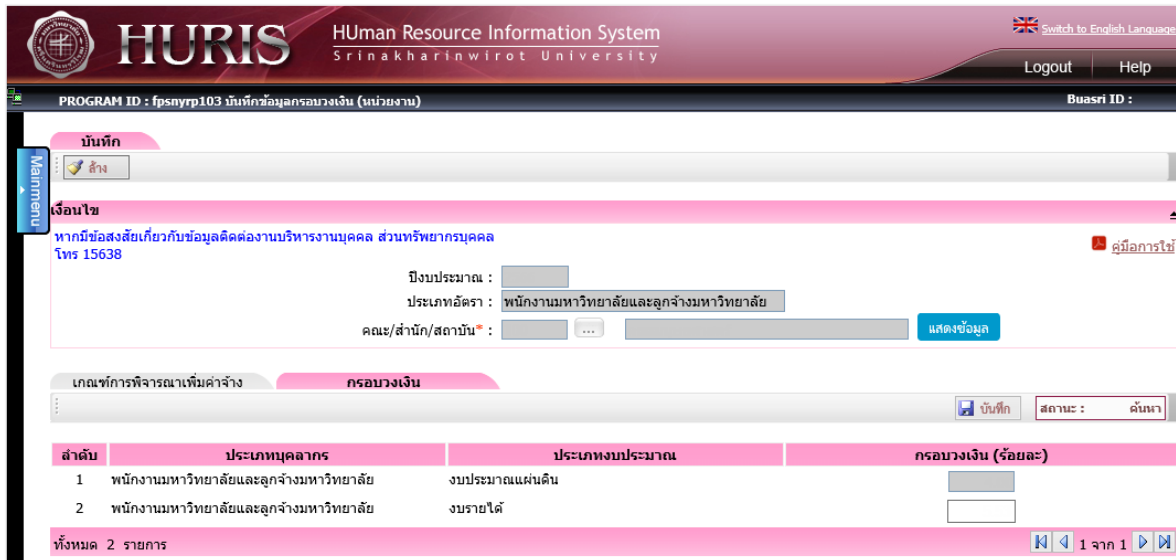 HURIS
HUman Resource Information System
Srinakharinwirot University
Switch to English Language
Logout
Help
PROGRAM ID : fpsnyrp103 บันทึกข้อมูลกรอบวงเงิน (หน่วยงาน)
Buasri ID :
Mainmenu
บันทึก
ล้าง
เงื่อนไข
หากมีข้อสงสัยเกี่ยวกับข้อมูลติดต่องานบริหารงานบุคคล ส่วนทรัพยากรบุคคล
โทร 15638
คู่มือการใช้
ปีงบประมาณ :
ประเภทอัตรา : พนักงานมหาวิทยาลัยและลูกจ้างมหาวิทยาลัย
คณะ/สำนัก/สถาบัน* : ... แสดงข้อมูล
เกณฑ์การพิจารณาเพิ่มค่าจ้าง กรอบวงเงิน
บันทึก สถานะ : ค้นหา
ลำดับ ประเภทบุคลากร ประเภทงบประมาณ กรอบวงเงิน (ร้อยละ)
1 พนักงานมหาวิทยาลัยและลูกจ้างมหาวิทยาลัย งบประมาณแผ่นดิน
2 พนักงานมหาวิทยาลัยและลูกจ้างมหาวิทยาลัย งบรายได้
ทั้งหมด 2 รายการ 1 จาก 1